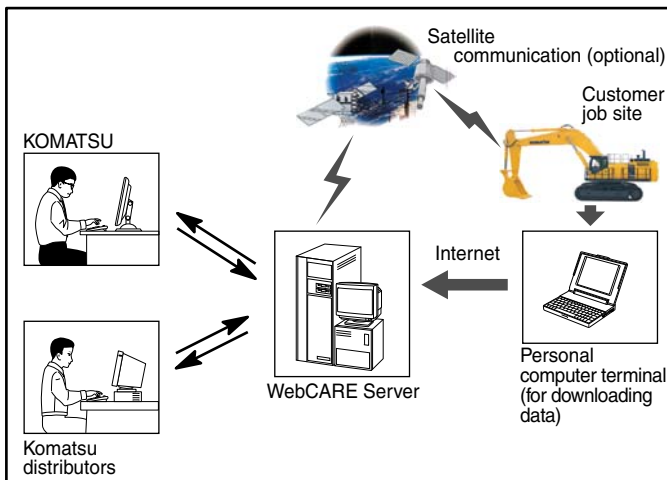 Satellite
communication (optional)
Customer
job site
KOMATSU
Internet
WebCARE Server
Personal
computer terminal
(for downloading
data)
Komatsu
distributors